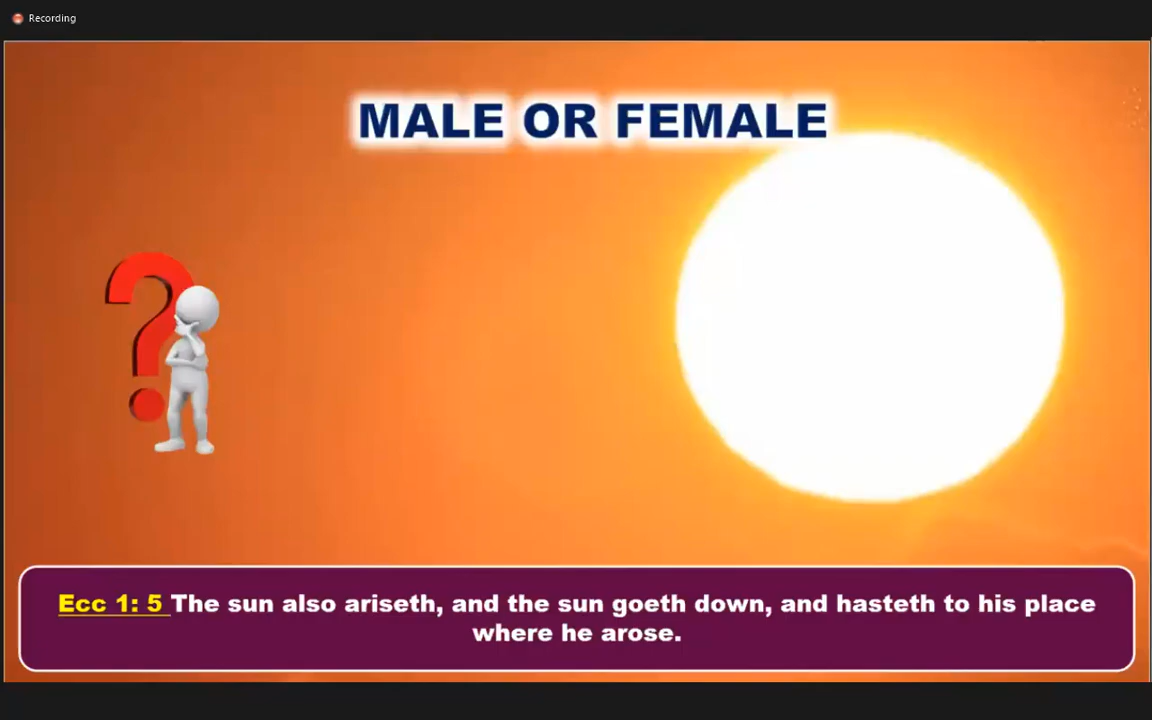 Recording
MALE OR FEMALE
Ecc 1: 5 The sun also ariseth, and the sun goeth down, and hasteth to his place
where he arose.